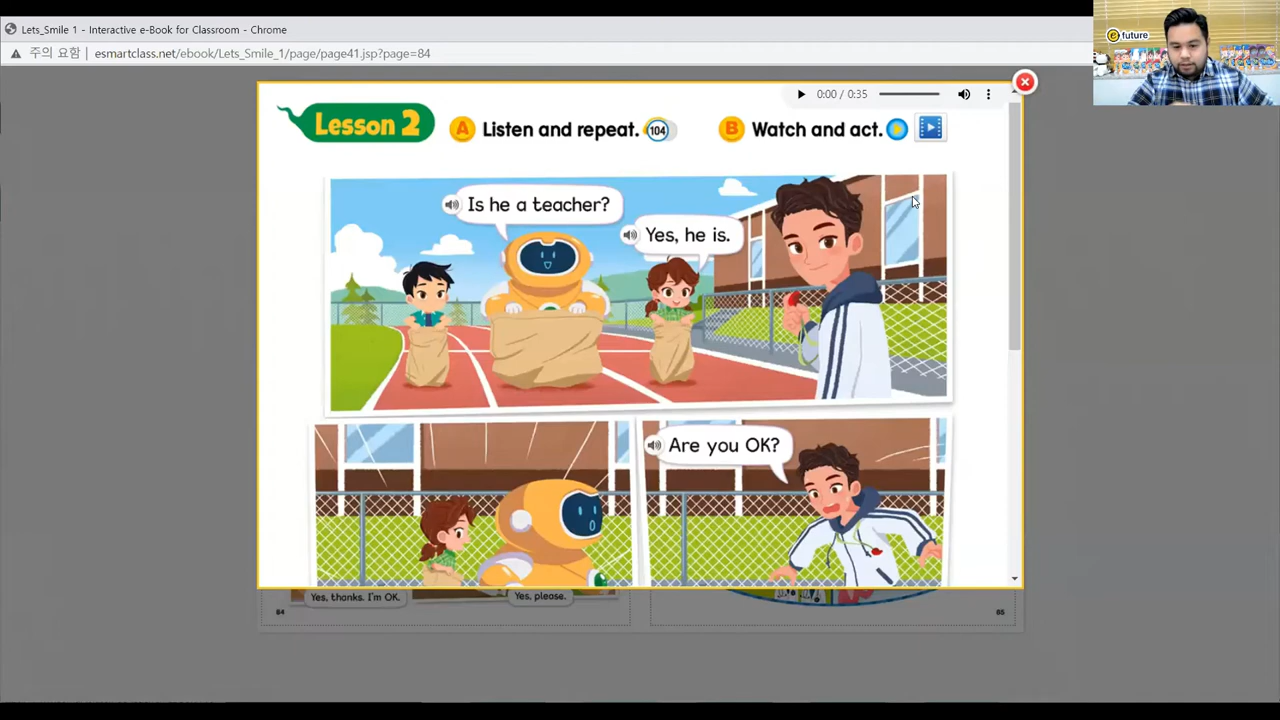 Lets_Smile 1 - Interactive e-Book for Classroom - Chrome
주의 요함 | esmartclass.net/ebook/Lets_Smile_1/page/page41.jsp?page=84
e future
0:00 / 0:35
Lesson 2
A Listen and repeat. 104
B Watch and act.
Is he a teacher?
Yes, he is.
Are you OK?
Yes, thanks. I'm OK.
Yes, please.
84
85